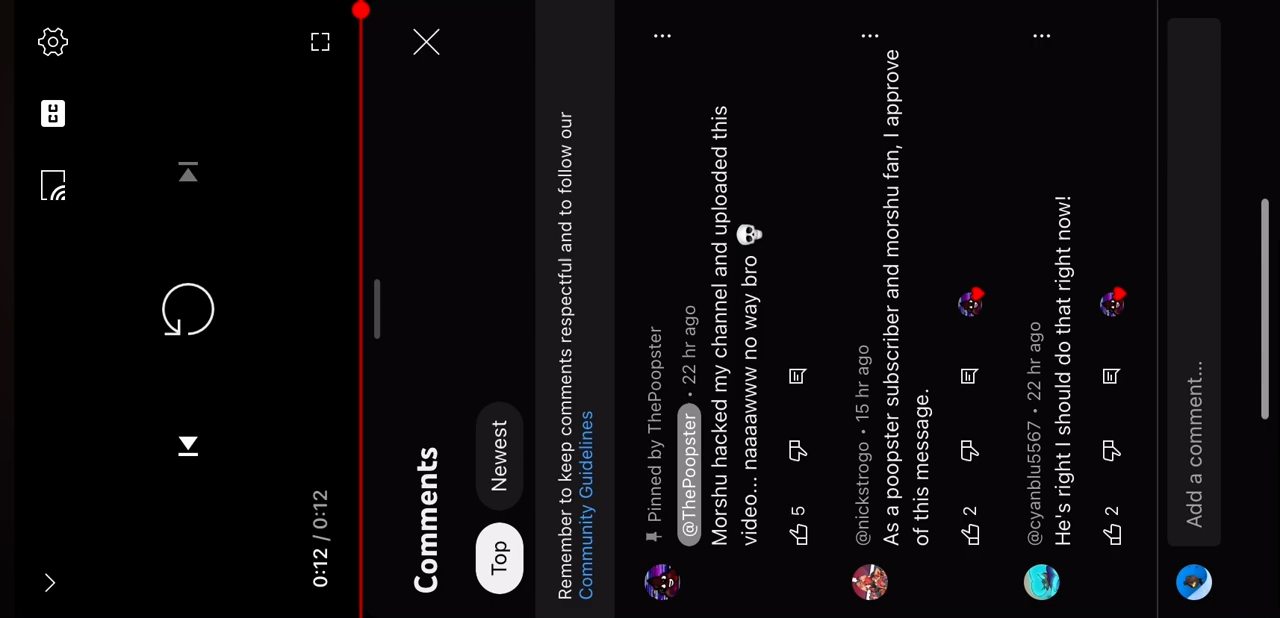 CC
0:12 / 0:12
Comments
Top
Newest
Remember to keep comments respectful and to follow our
Community Guidelines
Pinned by ThePoopster
@ThePoopster • 22 hr ago
Morshu hacked my channel and uploaded this
video... naaaawww no way bro 💀
5
@nickstrogo • 15 hr ago
As a poopster subscriber and morshu fan, I approve
of this message.
2
@cyanblu5567 • 22 hr ago
He's right I should do that right now!
2
Add a comment...